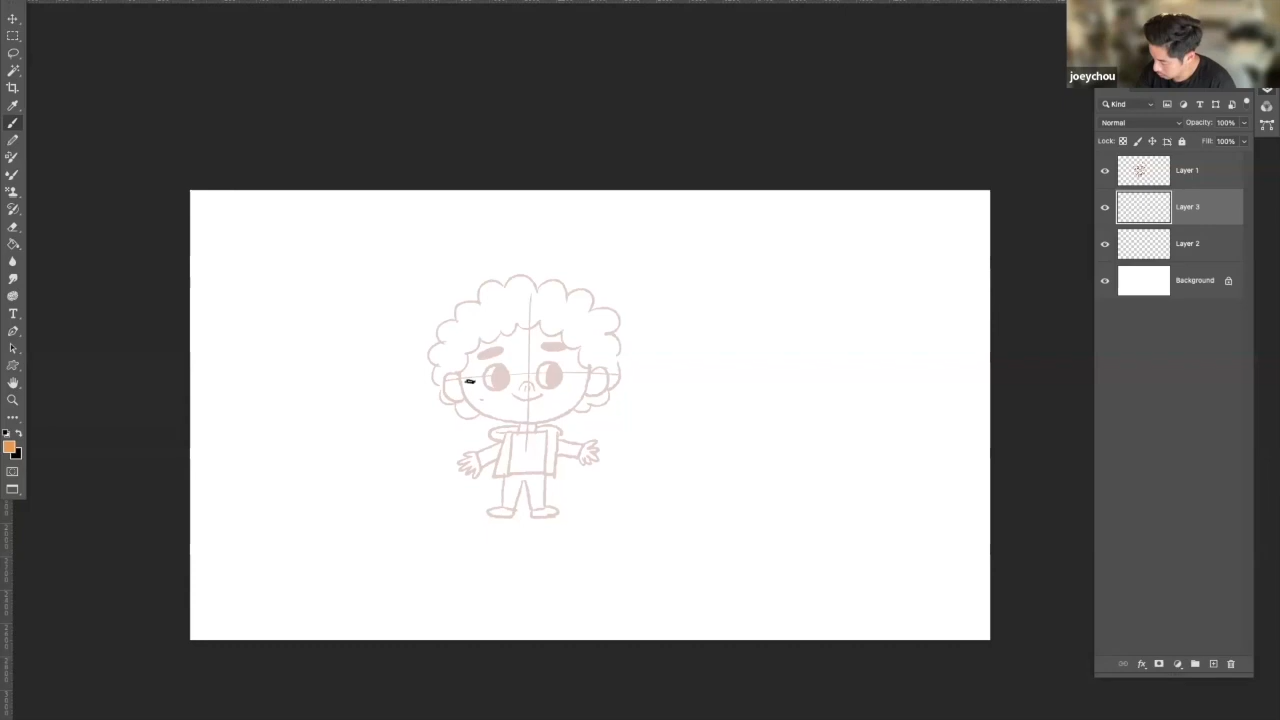 joeychou
Kind
Normal
Opacity: 100%
Lock:
Fill: 100%
Layer 1
Layer 3
Layer 2
Background